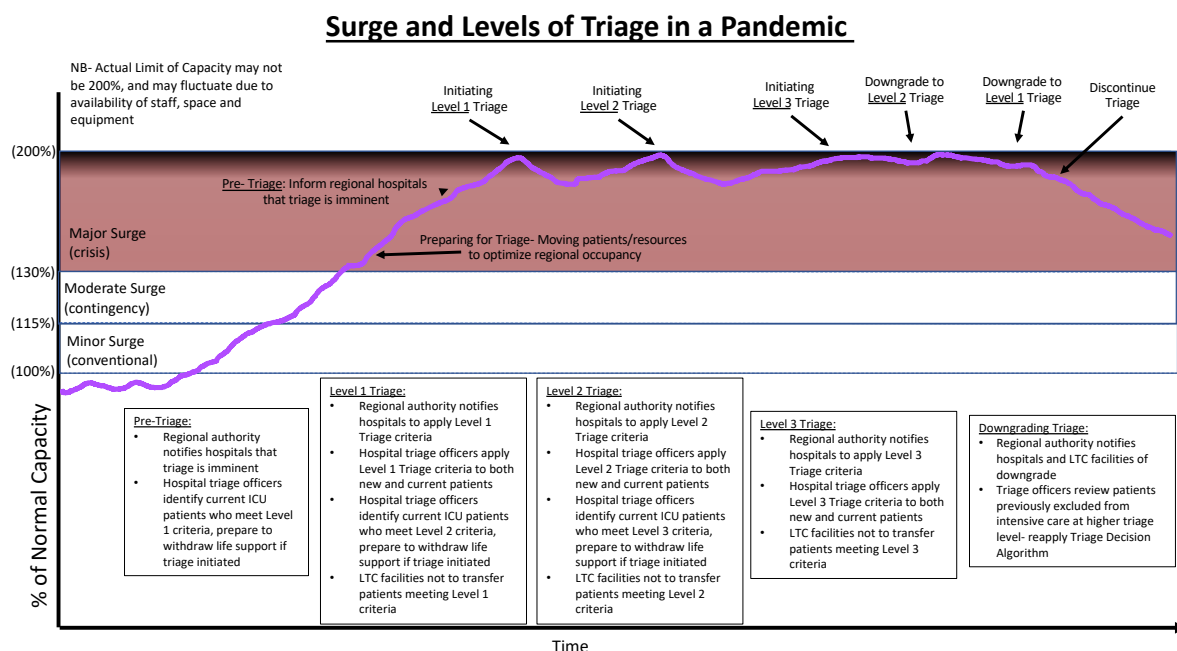 Surge and Levels of Triage in a Pandemic
NB- Actual Limit of Capacity may not
be 200%, and may fluctuate due to
availability of staff, space and
equipment
Initiating
Level 1 Triage
Initiating
Level 2 Triage
Initiating
Level 3 Triage
Downgrade to
Level 2 Triage
Downgrade to
Level 1 Triage
Discontinue
Triage
(200%)
Pre- Triage: Inform regional hospitals
that triage is imminent
Major Surge
(crisis)
Preparing for Triage- Moving patients/resources
to optimize regional occupancy
(130%)
Moderate Surge
(contingency)
(115%)
Minor Surge
(conventional)
(100%)
% of Normal Capacity
Pre-Triage:
• Regional authority
notifies hospitals that
triage is imminent
• Hospital triage officers
identify current ICU
patients who meet Level
1 criteria, prepare to
withdraw life support if
triage initiated
Level 1 Triage:
• Regional authority notifies
hospitals to apply Level 1
Triage criteria
• Hospital triage officers apply
Level 1 Triage criteria to both
new and current patients
• Hospital triage officers
identify current ICU patients
who meet Level 2 criteria,
prepare to withdraw life
support if triage initiated
• LTC facilities not to transfer
patients meeting Level 1
criteria
Level 2 Triage:
• Regional authority notifies
hospitals to apply Level 2
Triage criteria
• Hospital triage officers apply
Level 2 Triage criteria to both
new and current patients
• Hospital triage officers
identify current ICU patients
who meet Level 3 criteria,
prepare to withdraw life
support if triage initiated
• LTC facilities not to transfer
patients meeting Level 2
criteria
Level 3 Triage:
• Regional authority notifies
hospitals to apply Level 3
Triage criteria
• Hospital triage officers apply
Level 3 Triage criteria to both
new and current patients
• LTC facilities not to transfer
patients meeting Level 3
criteria
Downgrading Triage:
• Regional authority notifies
hospitals and LTC facilities of
downgrade
• Triage officers review patients
previously excluded from
intensive care at higher triage
level- reapply Triage Decision
Algorithm
Time